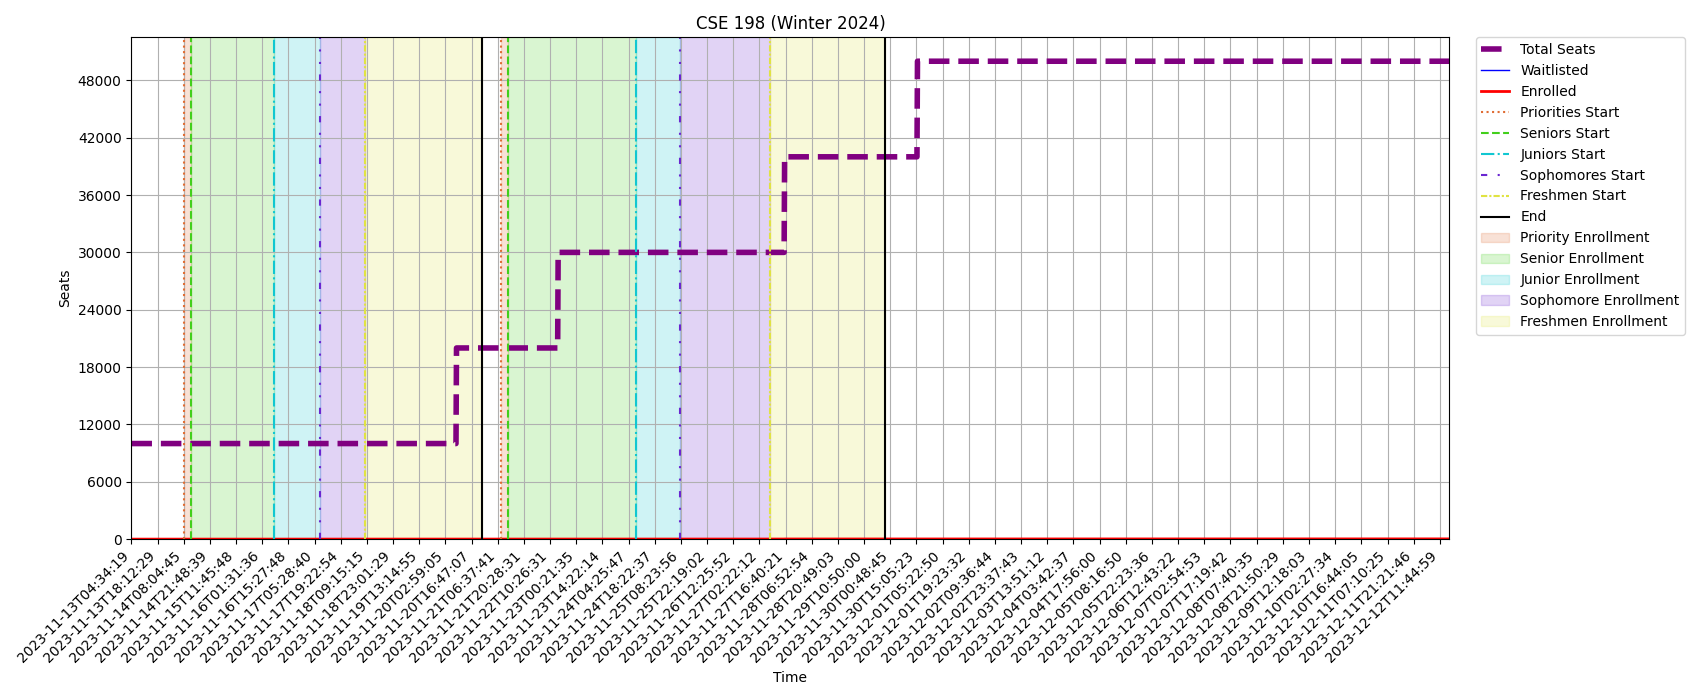 CSE 198 (Winter 2024)
Seats
48000
42000
36000
30000
24000
18000
12000
6000
0
2023-11-13T04:34:19
2023-11-13T18:12:29
2023-11-14T08:04:45
2023-11-14T21:48:39
2023-11-15T11:45:48
2023-11-16T01:31:36
2023-11-16T15:27:48
2023-11-17T05:28:40
2023-11-17T19:22:54
2023-11-18T09:15:15
2023-11-18T23:01:29
2023-11-19T13:14:55
2023-11-20T02:59:05
2023-11-20T16:47:07
2023-11-21T06:37:41
2023-11-21T20:28:31
2023-11-22T10:26:31
2023-11-23T00:21:35
2023-11-23T14:22:14
2023-11-24T04:25:47
2023-11-24T18:22:37
2023-11-25T08:23:56
2023-11-25T22:19:02
2023-11-26T12:25:52
2023-11-27T02:22:12
2023-11-27T16:40:21
2023-11-28T06:52:54
2023-11-28T20:49:03
2023-11-29T10:50:00
2023-11-30T00:48:45
2023-11-30T15:05:23
2023-12-01T05:22:50
2023-12-01T19:23:32
2023-12-02T09:36:44
2023-12-02T23:37:43
2023-12-03T13:51:12
2023-12-04T03:42:37
2023-12-04T17:56:00
2023-12-05T08:16:50
2023-12-05T22:23:36
2023-12-06T12:43:22
2023-12-07T02:54:53
2023-12-07T17:19:42
2023-12-08T07:40:35
2023-12-08T21:50:29
2023-12-09T12:18:03
2023-12-10T02:27:34
2023-12-10T16:44:05
2023-12-11T07:10:25
2023-12-11T21:21:46
2023-12-12T11:44:59
Time
Total Seats
Waitlisted
Enrolled
Priorities Start
Seniors Start
Juniors Start
Sophomores Start
Freshmen Start
End
Priority Enrollment
Senior Enrollment
Junior Enrollment
Sophomore Enrollment
Freshmen Enrollment